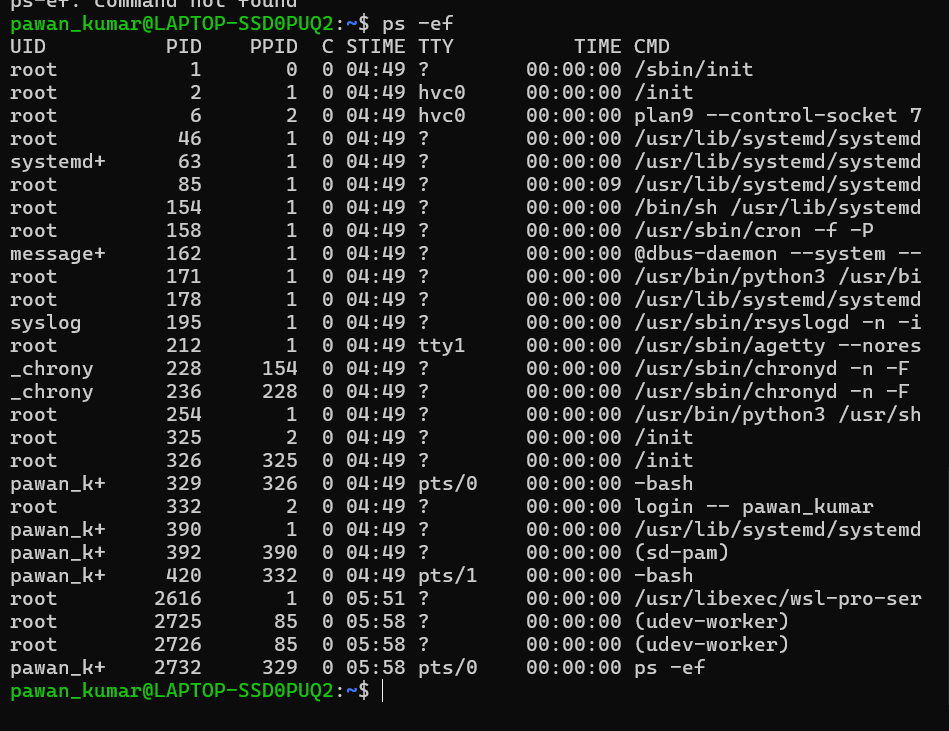 ps-ef: command not found
pawan_kumar@LAPTOP-SSD0PUQ2:~$ ps -ef
UID          PID    PPID  C STIME TTY          TIME CMD
root           1       0  0 04:49 ?        00:00:00 /sbin/init
root           2       1  0 04:49 hvc0     00:00:00 /init
root           6       2  0 04:49 hvc0     00:00:00 plan9 --control-socket 7
root          46       1  0 04:49 ?        00:00:00 /usr/lib/systemd/systemd
systemd+      63       1  0 04:49 ?        00:00:00 /usr/lib/systemd/systemd
root          85       1  0 04:49 ?        00:00:09 /usr/lib/systemd/systemd
root         154       1  0 04:49 ?        00:00:00 /bin/sh /usr/lib/systemd
root         158       1  0 04:49 ?        00:00:00 /usr/sbin/cron -f -P
message+     162       1  0 04:49 ?        00:00:00 @dbus-daemon --system --
root         171       1  0 04:49 ?        00:00:00 /usr/bin/python3 /usr/bi
root         178       1  0 04:49 ?        00:00:00 /usr/lib/systemd/systemd
syslog       195       1  0 04:49 ?        00:00:00 /usr/sbin/rsyslogd -n -i
root         212       1  0 04:49 tty1     00:00:00 /usr/sbin/agetty --nores
_chrony      228     154  0 04:49 ?        00:00:00 /usr/sbin/chronyd -n -F
_chrony      236     228  0 04:49 ?        00:00:00 /usr/sbin/chronyd -n -F
root         254       1  0 04:49 ?        00:00:00 /usr/bin/python3 /usr/sh
root         325       2  0 04:49 ?        00:00:00 /init
root         326     325  0 04:49 ?        00:00:00 /init
pawan_k+     329     326  0 04:49 pts/0    00:00:00 -bash
root         332       2  0 04:49 ?        00:00:00 login -- pawan_kumar
pawan_k+     390       1  0 04:49 ?        00:00:00 /usr/lib/systemd/systemd
pawan_k+     392     390  0 04:49 ?        00:00:00 (sd-pam)
pawan_k+     420     332  0 04:49 pts/1    00:00:00 -bash
root        2616       1  0 05:51 ?        00:00:00 /usr/libexec/wsl-pro-ser
root        2725      85  0 05:58 ?        00:00:00 (udev-worker)
root        2726      85  0 05:58 ?        00:00:00 (udev-worker)
pawan_k+    2732     329  0 05:58 pts/0    00:00:00 ps -ef
pawan_kumar@LAPTOP-SSD0PUQ2:~$